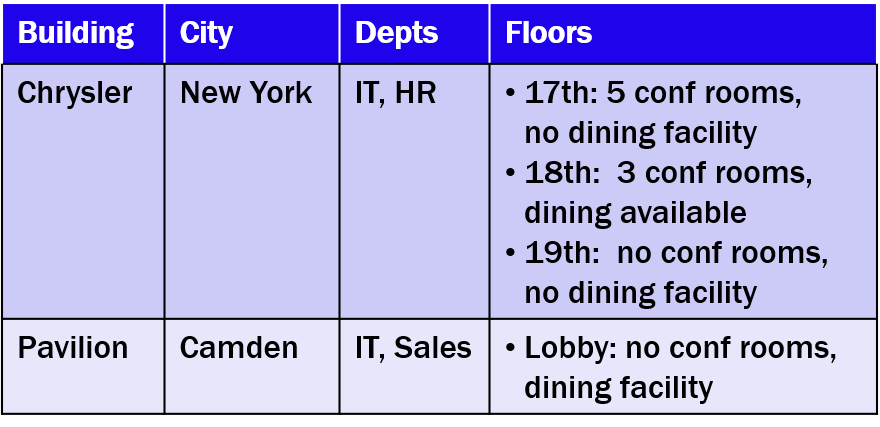 Building City Depts Floors
Chrysler New York IT, HR • 17th: 5 conf rooms,
no dining facility
• 18th:  3 conf rooms,
dining available
• 19th:  no conf rooms,
no dining facility
Pavilion Camden IT, Sales • Lobby: no conf rooms,
dining facility